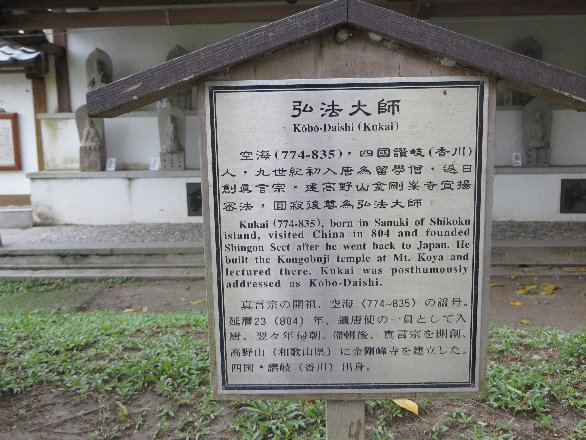 弘法大師
Kōbō-Daishi (Kukai)
空海(774-835)，四國讚岐(香川)
人，九世紀初入唐為留學僧，返日
創真言宗，建高野山金剛峯寺宣揚
密法，圓寂後尊為弘法大師。
Kukai (774-835), born in Sanuki of Shikoku
island, visited China in 804 and founded
Shingon Sect after he went back to Japan. He
built the Kongobuji temple at Mt. Koya and
lectured there. Kukai was posthumously
addressed as Kobo-Daishi.
真言宗の開祖、空海(774~835)の諡号。
延暦23(804)年、遣唐使の一員として入
唐、翌々年帰朝。帰朝後、真言宗を開創、
高野山(和歌山県)に金剛峰寺を建立した。
四国・讃岐(香川)出身。